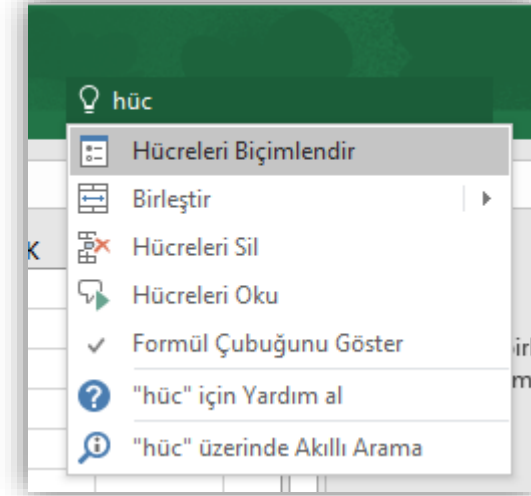 hüc
Hücreleri Biçimlendir
Birleştir
K
Hücreleri Sil
Hücreleri Oku
Formül Çubuğunu Göster
"hüc" için Yardım al
"hüc" üzerinde Akıllı Arama